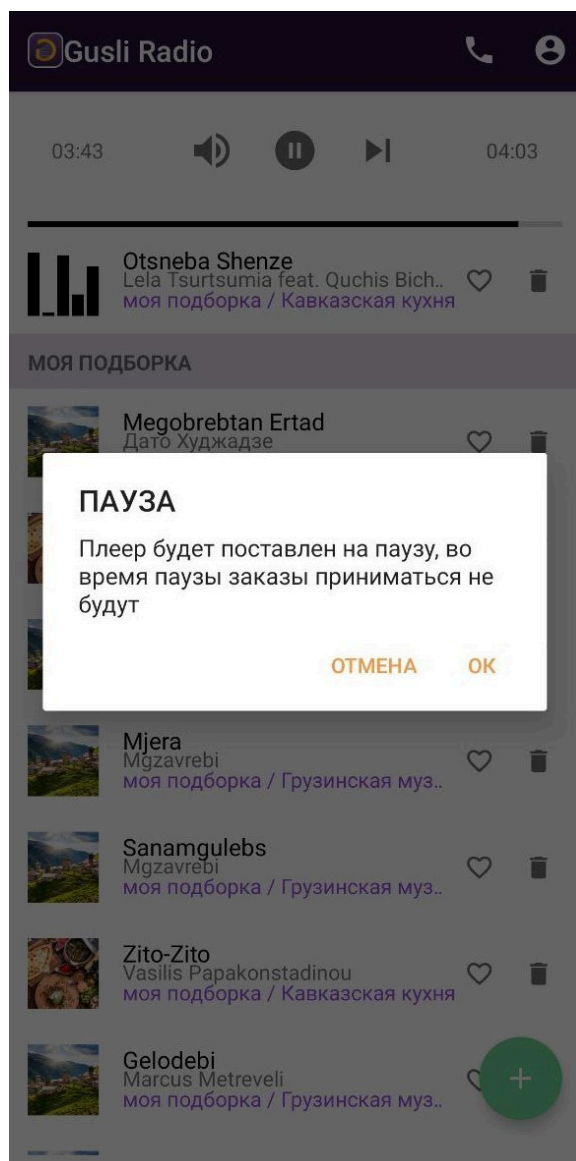 Gusli Radio
03:43
04:03
Otsneba Shenze
Lela Tsurtsumia feat. Quchis Bich..
моя подборка / Кавказская кухня
МОЯ ПОДБОРКА
Megobrebtan Ertad
Дато Худжадзе
ПАУЗА
Плеер будет поставлен на паузу, во
время паузы заказы приниматься не
будут
ОТМЕНА OK
Mjera
Mgzavrebi
моя подборка / Грузинская муз..
Sanamgulebs
Mgzavrebi
моя подборка / Грузинская муз..
Zito-Zito
Vasilis Papakonstadinou
моя подборка / Кавказская кухня
Gelodebi
Marcus Metreveli
моя подборка / Грузинская муз..